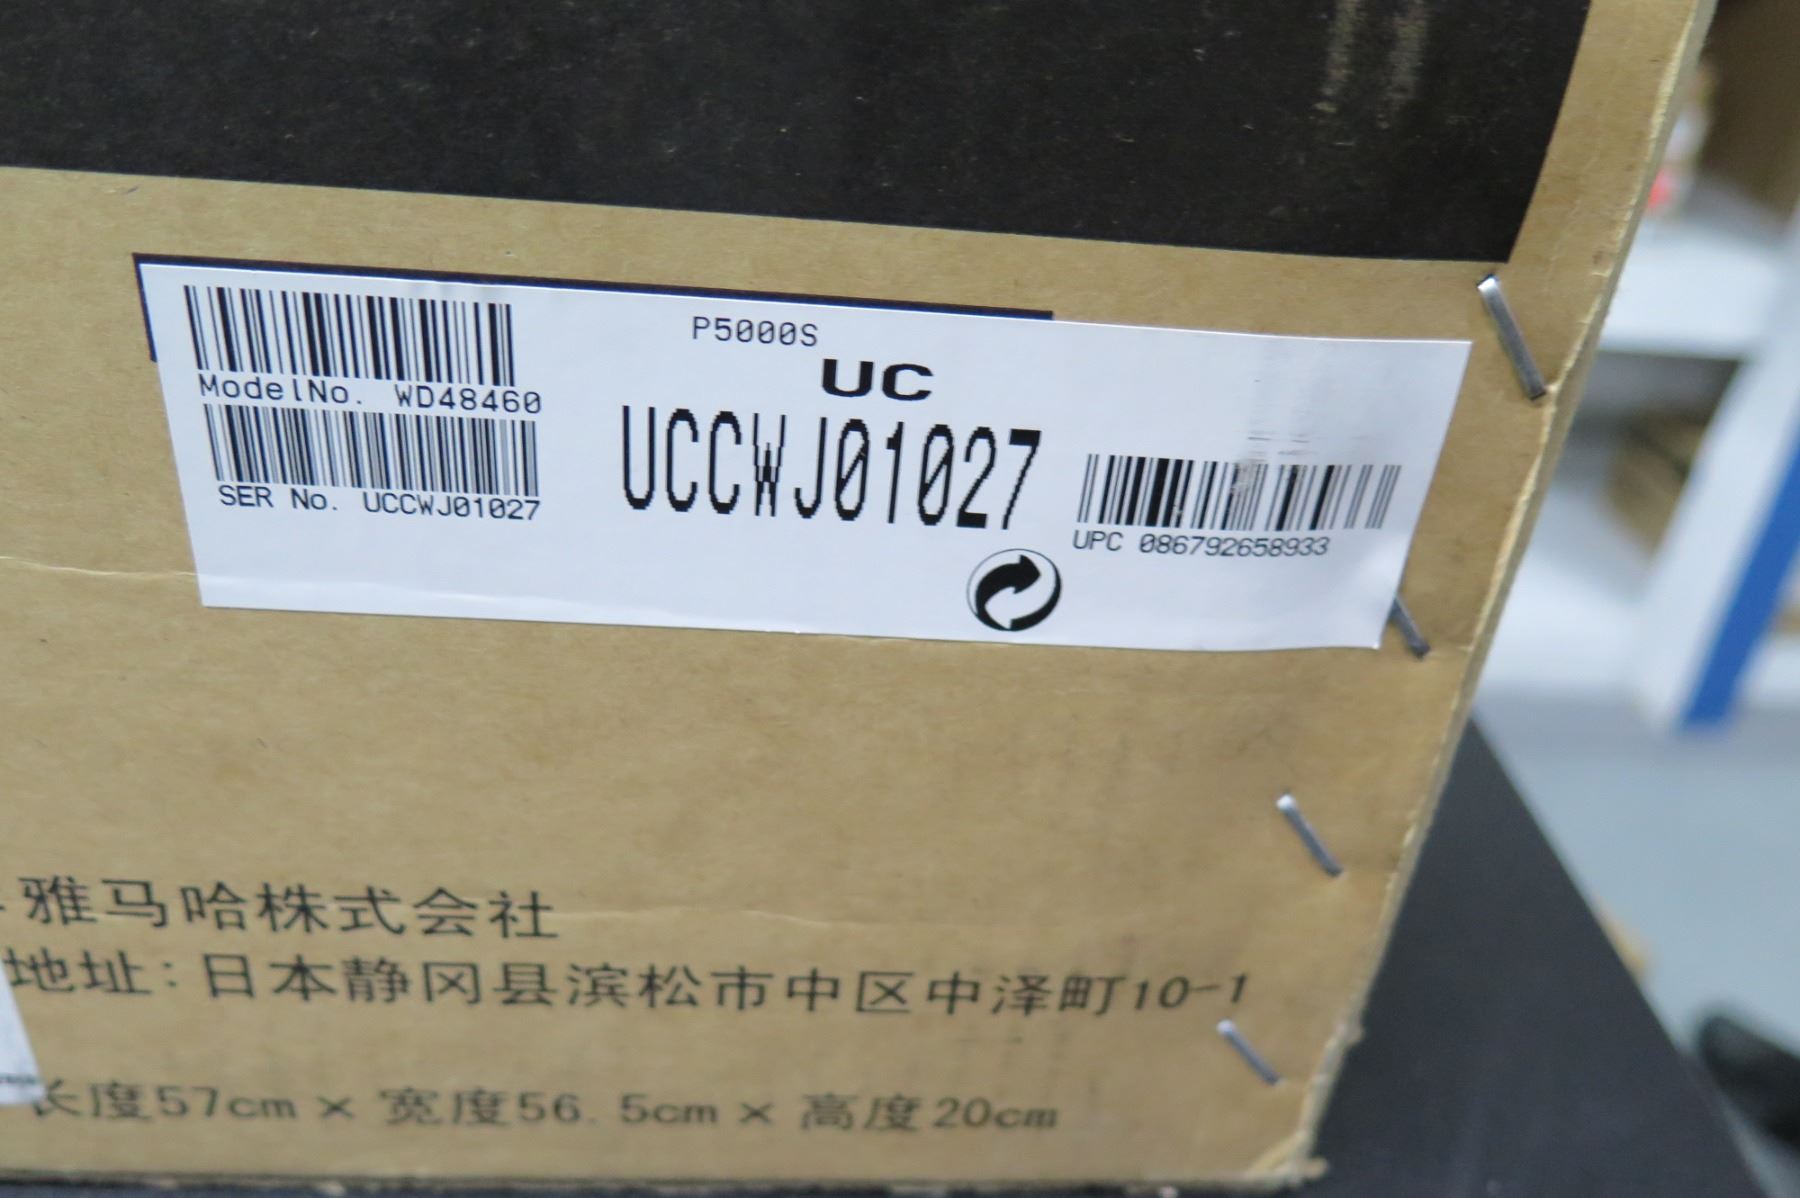 P5000S
UC
ModelNo. WD48460
UCCWJ01027
SER No. UCCWJ01027
UPC 086792658933
雅马哈株式会社
地址:日本静冈县滨松市中区中泽町10-1
长度57cm × 宽度56.5cm × 高度20cm